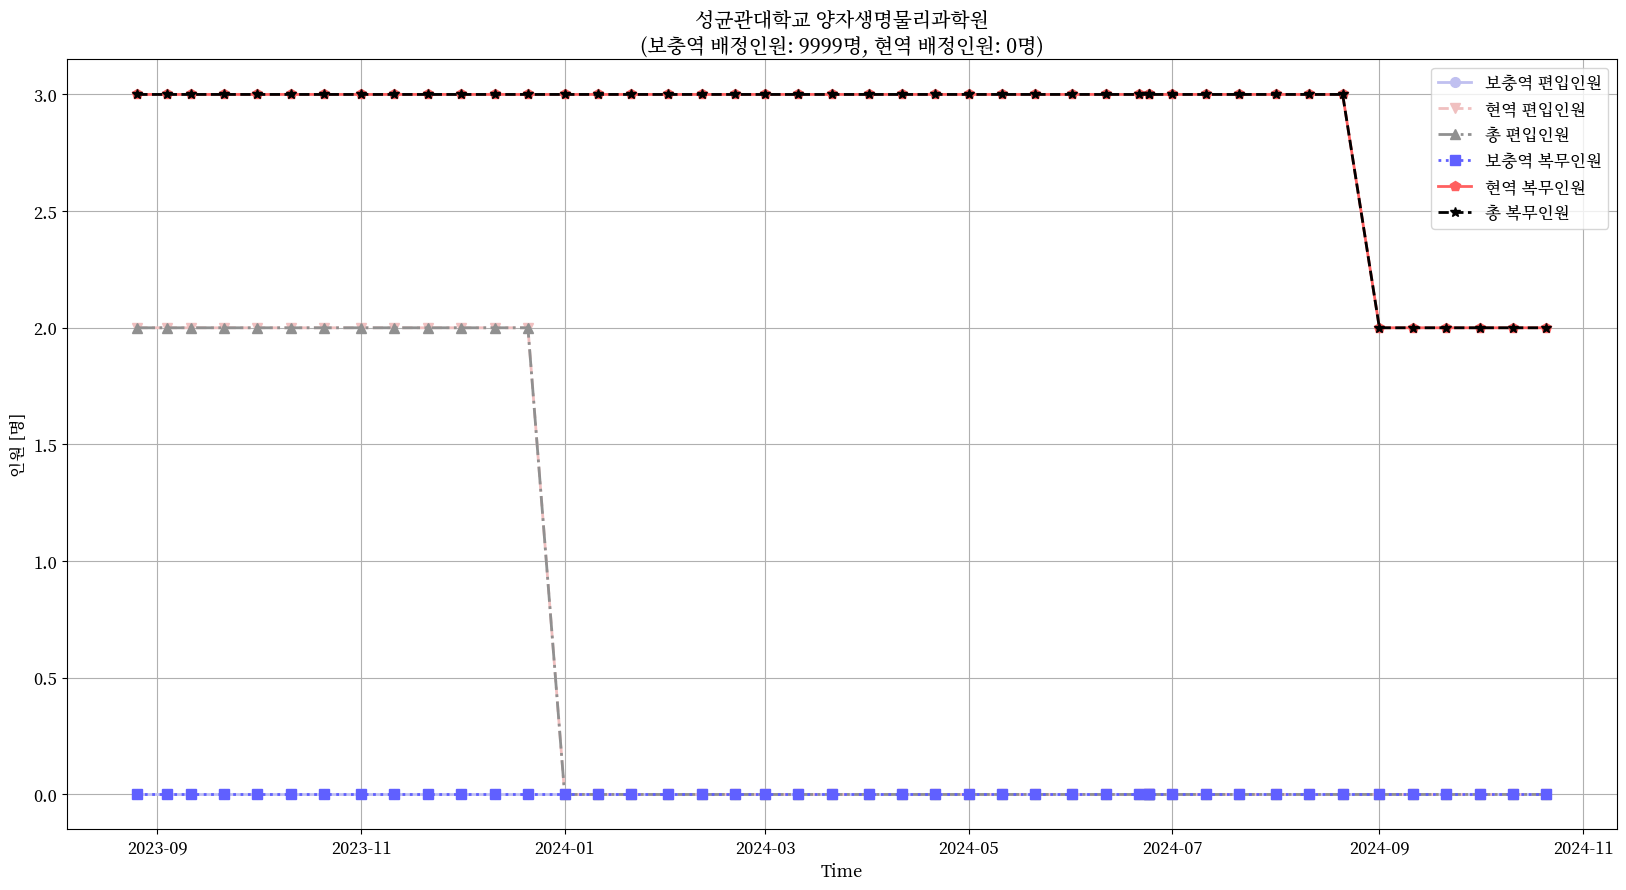 성균관대학교 양자생명물리과학원
(보충역 배정인원: 9999명, 현역 배정인원: 0명)
보충역 편입인원
현역 편입인원
총 편입인원
보충역 복무인원
현역 복무인원
총 복무인원
인원 [명]
3.0
2.5
2.0
1.5
1.0
0.5
0.0
2023-09
2023-11
2024-01
2024-03
2024-05
2024-07
2024-09
2024-11
Time